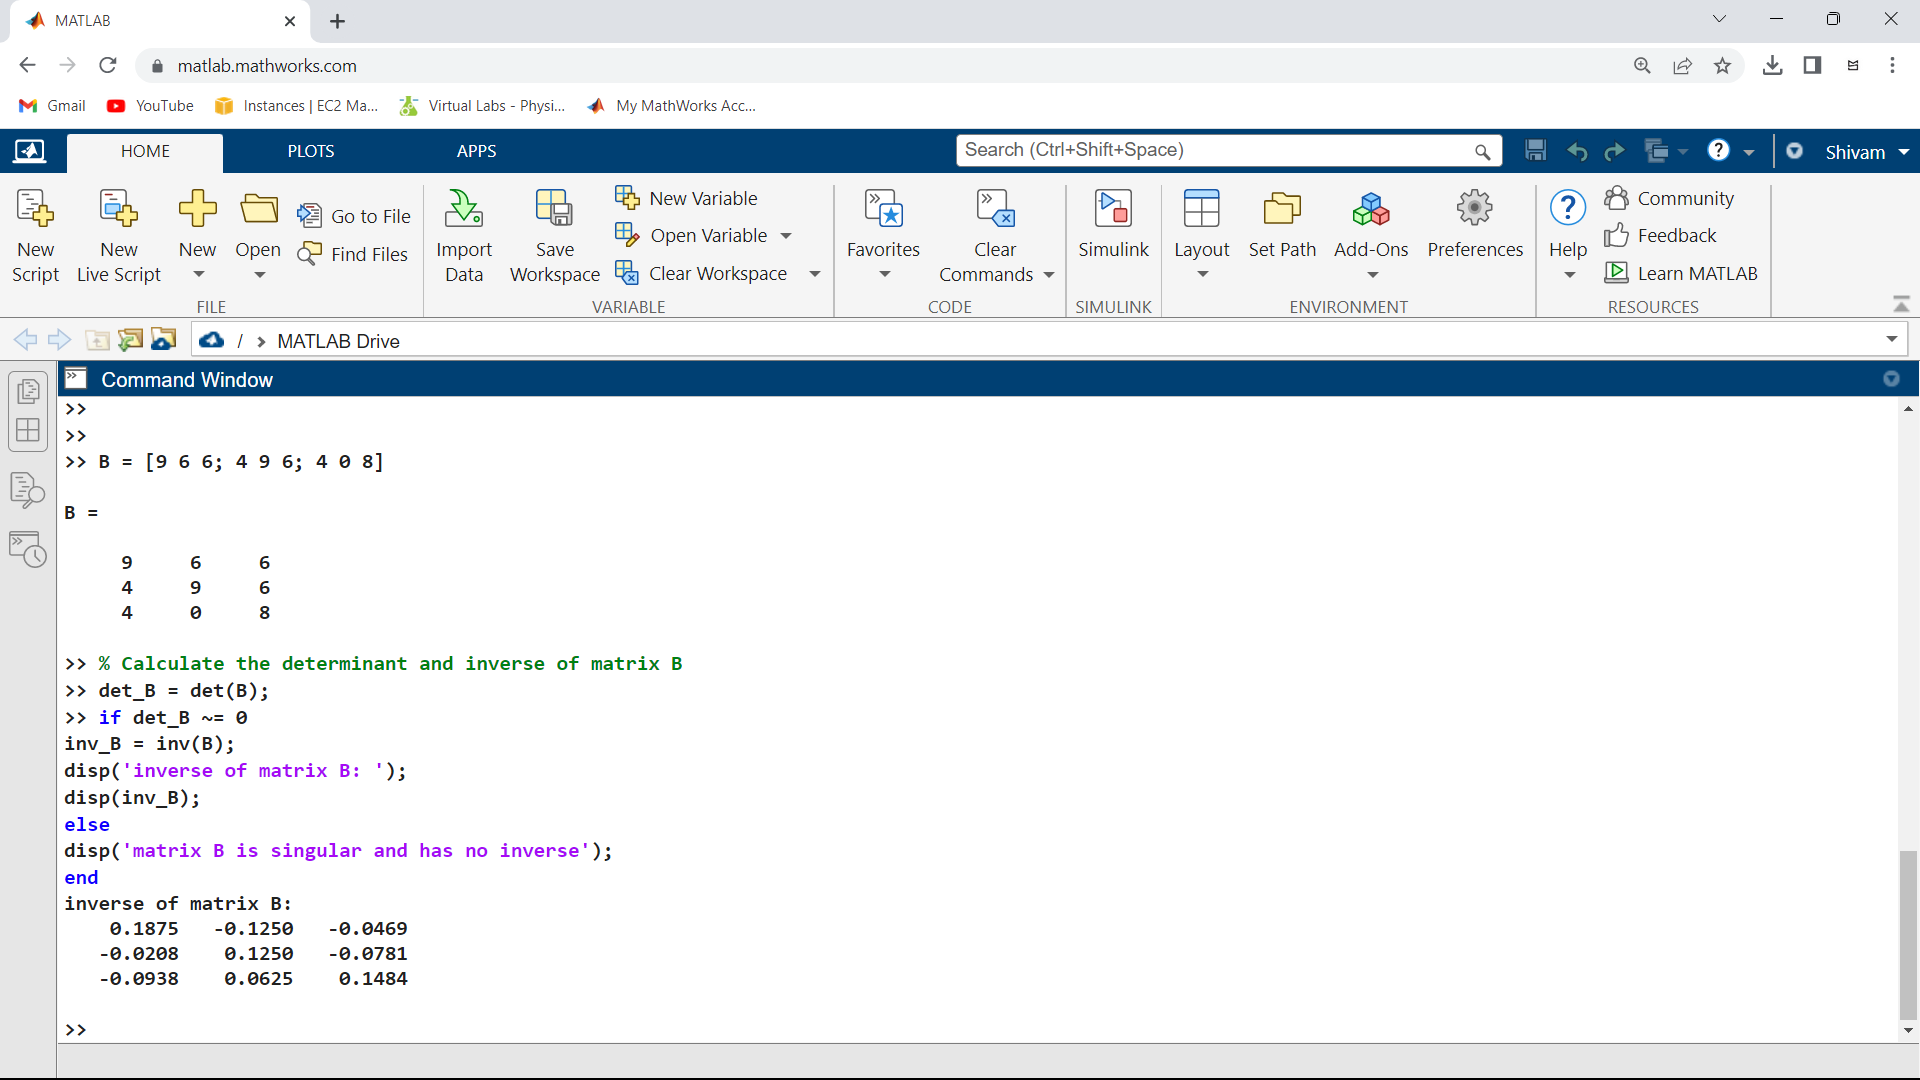 MATLAB
matlab.mathworks.com
Gmail YouTube Instances | EC2 Ma... Virtual Labs - Physi... My MathWorks Acc...
HOME PLOTS APPS Search (Ctrl+Shift+Space) Shivam
New Script
New Live Script
New
Open
Go to File
Find Files
FILE
Import Data
Save Workspace
New Variable
Open Variable
Clear Workspace
VARIABLE
Favorites
Clear Commands
CODE
Simulink
SIMULINK
Layout
Set Path
Add-Ons
Preferences
ENVIRONMENT
Help
Community
Feedback
Learn MATLAB
RESOURCES
/ > MATLAB Drive
Command Window
>>
>>
>> B = [9 6 6; 4 9 6; 4 0 8]
B =
9 6 6
4 9 6
4 0 8
>> % Calculate the determinant and inverse of matrix B
>> det_B = det(B);
>> if det_B ~= 0
inv_B = inv(B);
disp('inverse of matrix B: ');
disp(inv_B);
else
disp('matrix B is singular and has no inverse');
end
inverse of matrix B:
0.1875 -0.1250 -0.0469
-0.0208 0.1250 -0.0781
-0.0938 0.0625 0.1484
>>